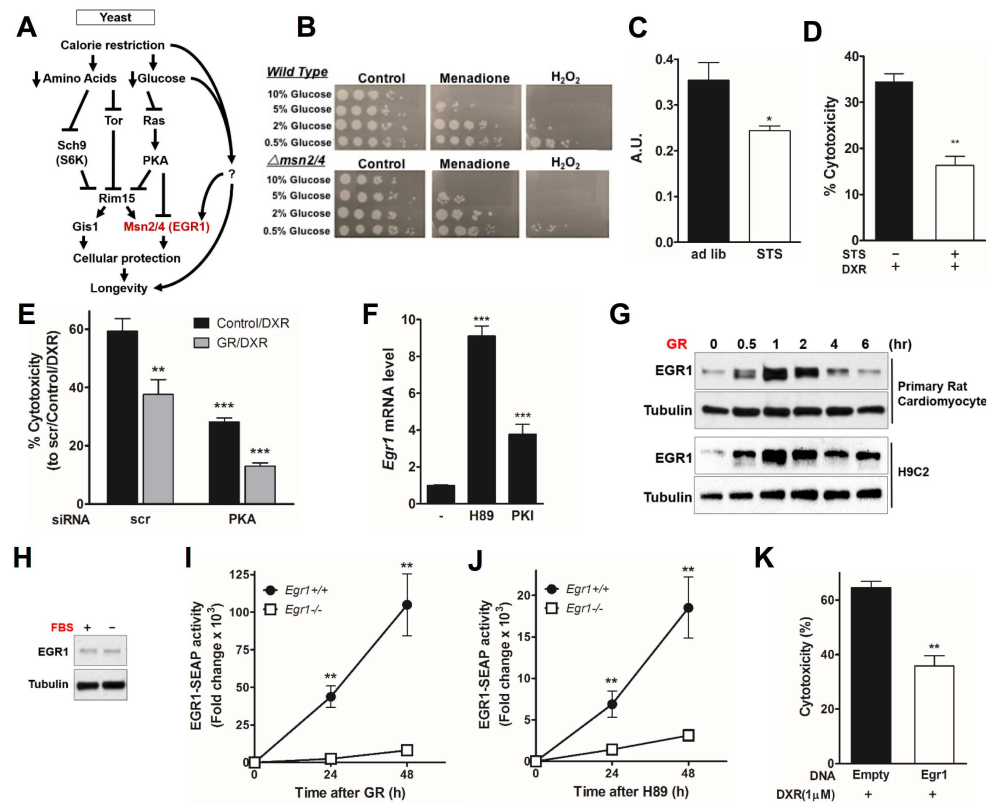 A
Yeast
Calorie restriction
Amino Acids
Glucose
Tor
Ras
Sch9
(S6K)
PKA
?
Rim15
Gis1
Msn2/4 (EGR1)
Cellular protection
Longevity
B
Wild Type
Control
Menadione
H₂O₂
10% Glucose
5% Glucose
2% Glucose
0.5% Glucose
△msn2/4
Control
Menadione
H₂O₂
10% Glucose
5% Glucose
2% Glucose
0.5% Glucose
C
A.U.
0.4
0.3
0.2
0.1
0.0
*
ad lib
STS
D
% Cytotoxicity
40
30
20
10
0
**
STS − +
DXR + +
E
% Cytotoxicity
(to scr/Control/DXR)
60
40
20
0
Control/DXR
GR/DXR
**
***
***
siRNA scr PKA
F
Egr1 mRNA level
10
8
6
4
2
0
***
***
- H89 PKI
G
GR 0 0.5 1 2 4 6 (hr)
EGR1
Tubulin
Primary Rat
Cardiomyocyte
EGR1
Tubulin
H9C2
H
FBS + −
EGR1
Tubulin
I
EGR1-SEAP activity
(Fold change x 10³)
125
100
75
50
25
0
Egr1+/+
Egr1-/-
**
**
0 24 48
Time after GR (h)
J
EGR1-SEAP activity
(Fold change x 10³)
25
20
15
10
5
0
Egr1+/+
Egr1-/-
**
**
0 24 48
Time after H89 (h)
K
Cytotoxicity (%)
60
40
20
0
**
DNA Empty Egr1
DXR(1μM) + +